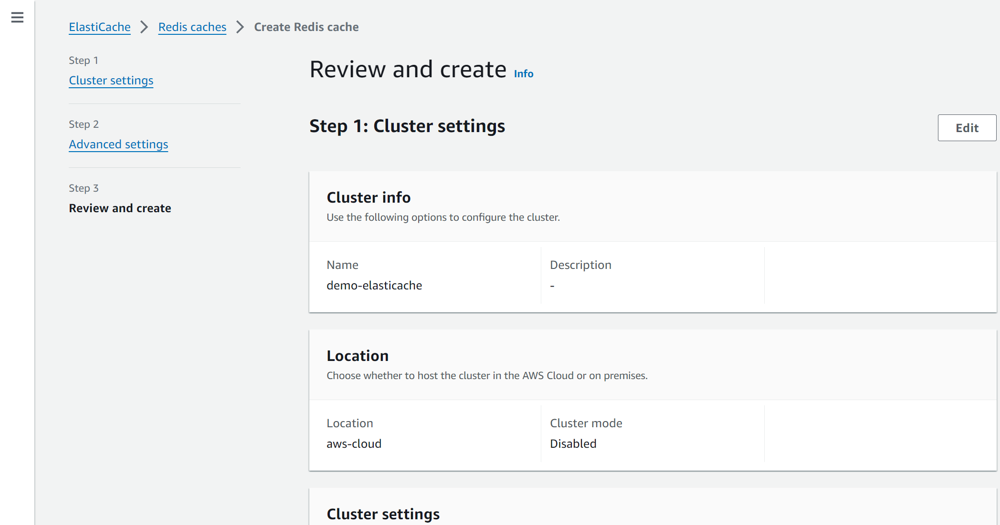 ElastiCache > Redis caches > Create Redis cache
Step 1
Cluster settings
Step 2
Advanced settings
Step 3
Review and create
Review and create Info
Step 1: Cluster settings
Edit
Cluster info
Use the following options to configure the cluster.
Name
demo-elasticache
Description
-
Location
Choose whether to host the cluster in the AWS Cloud or on premises.
Location
aws-cloud
Cluster mode
Disabled
Cluster settings